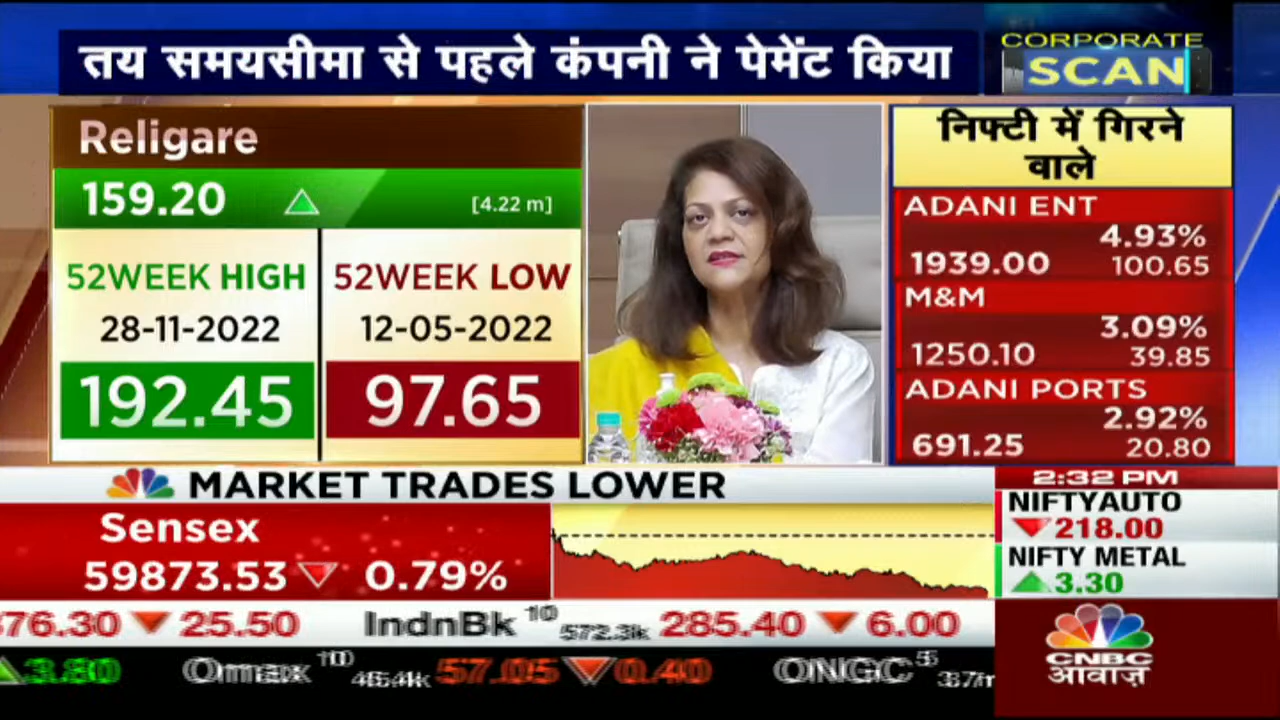 तय समयसीमा से पहले कंपनी ने पेमेंट किया
CORPORATE
SCAN
Religare
159.20 [4.22 m]
52WEEK HIGH
28-11-2022
192.45
52WEEK LOW
12-05-2022
97.65
निफ्टी में गिरने
वाले
ADANI ENT
4.93%
1939.00 100.65
M&M
3.09%
1250.10 39.85
ADANI PORTS
2.92%
691.25 20.80
MARKET TRADES LOWER
Sensex
59873.53 0.79%
2:32 PM
NIFTYAUTO
218.00
NIFTY METAL
3.30
76.30 25.50 IndnBk 10 572.3k 285.40 6.00
3.80 Omax 100 57.05 0.40 ONGC
CNBC
आवाज़